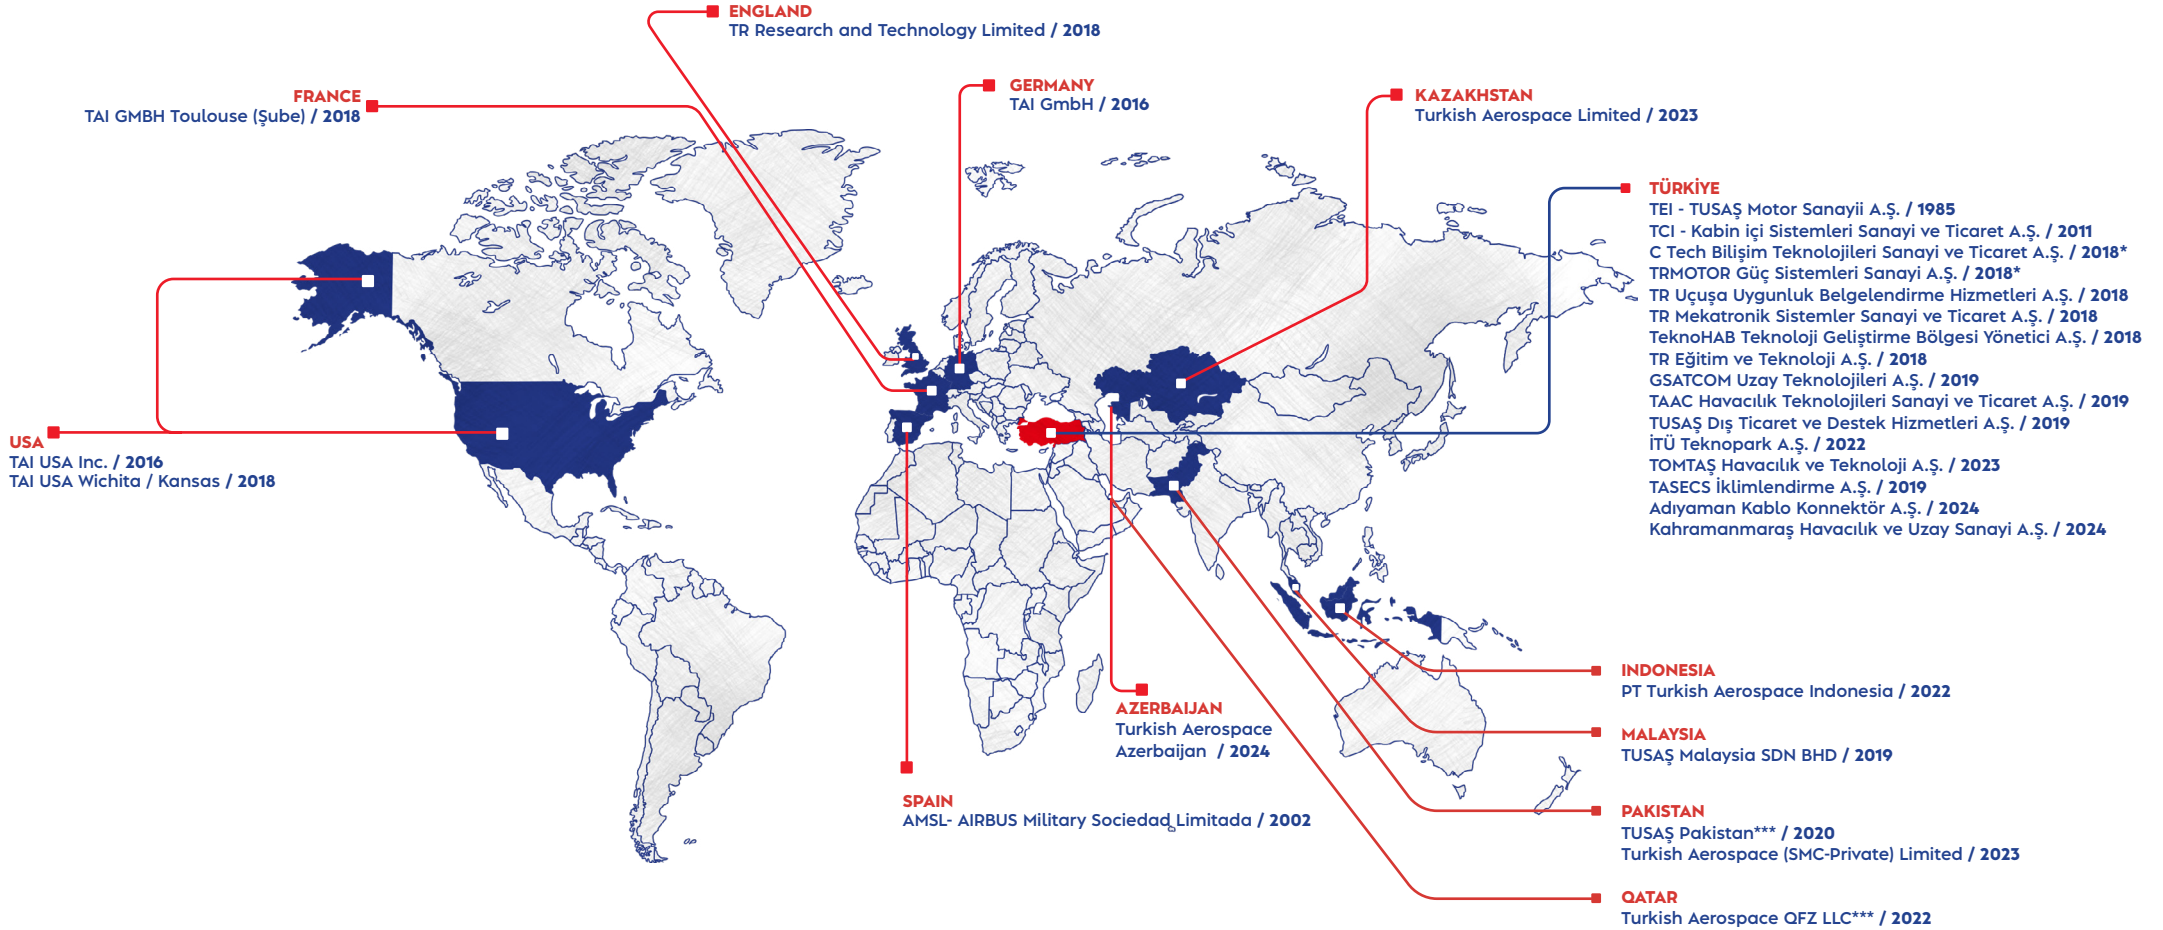 ENGLAND
TR Research and Technology Limited / 2018
FRANCE
TAI GMBH Toulouse (Şube) / 2018
GERMANY
TAI GmbH / 2016
KAZAKHSTAN
Turkish Aerospace Limited / 2023
TÜRKİYE
TEI - TUSAŞ Motor Sanayii A.Ş. / 1985
TCI - Kabin içi Sistemleri Sanayi ve Ticaret A.Ş. / 2011
C Tech Bilişim Teknolojileri Sanayi ve Ticaret A.Ş. / 2018*
TRMOTOR Güç Sistemleri Sanayi A.Ş. / 2018*
TR Uçuşa Uygunluk Belgelendirme Hizmetleri A.Ş. / 2018
TR Mekatronik Sistemler Sanayi ve Ticaret A.Ş. / 2018
TeknoHAB Teknoloji Geliştirme Bölgesi Yönetici A.Ş. / 2018
TR Eğitim ve Teknoloji A.Ş. / 2018
GSATCOM Uzay Teknolojileri A.Ş. / 2019
TAAC Havacılık Teknolojileri Sanayi ve Ticaret A.Ş. / 2019
TUSAŞ Dış Ticaret ve Destek Hizmetleri A.Ş. / 2019
İTÜ Teknopark A.Ş. / 2022
TOMTAŞ Havacılık ve Teknoloji A.Ş. / 2023
TASECS İklimlendirme A.Ş. / 2019
Adıyaman Kablo Konnektör A.Ş. / 2024
Kahramanmaraş Havacılık ve Uzay Sanayi A.Ş. / 2024
USA
TAI USA Inc. / 2016
TAI USA Wichita / Kansas / 2018
AZERBAIJAN
Turkish Aerospace
Azerbaijan / 2024
SPAIN
AMSL- AIRBUS Military Sociedad Limitada / 2002
INDONESIA
PT Turkish Aerospace Indonesia / 2022
MALAYSIA
TUSAŞ Malaysia SDN BHD / 2019
PAKISTAN
TUSAŞ Pakistan*** / 2020
Turkish Aerospace (SMC-Private) Limited / 2023
QATAR
Turkish Aerospace QFZ LLC*** / 2022